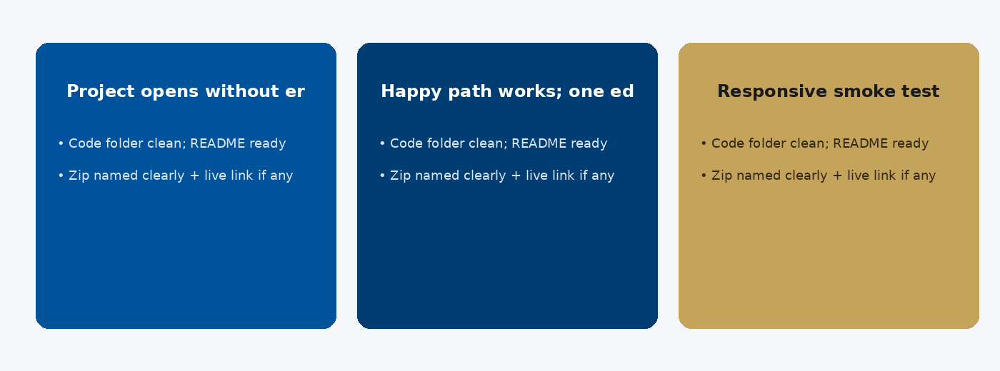 Project opens without er
• Code folder clean; README ready
• Zip named clearly + live link if any
Happy path works; one ed
• Code folder clean; README ready
• Zip named clearly + live link if any
Responsive smoke test
• Code folder clean; README ready
• Zip named clearly + live link if any